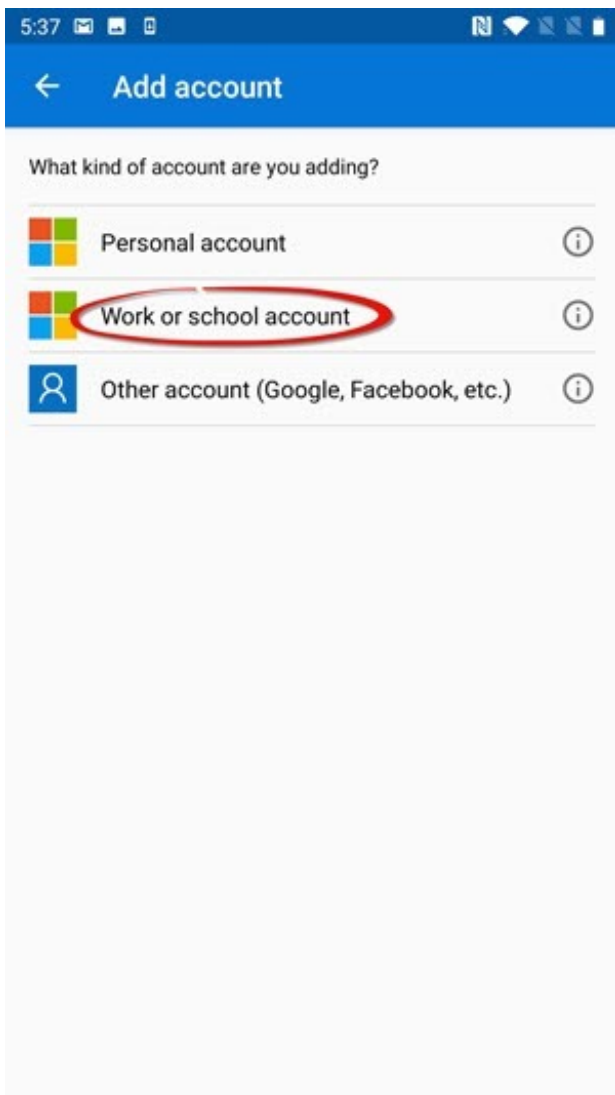 5:37
Add account
What kind of account are you adding?
Personal account
Work or school account
Other account (Google, Facebook, etc.)